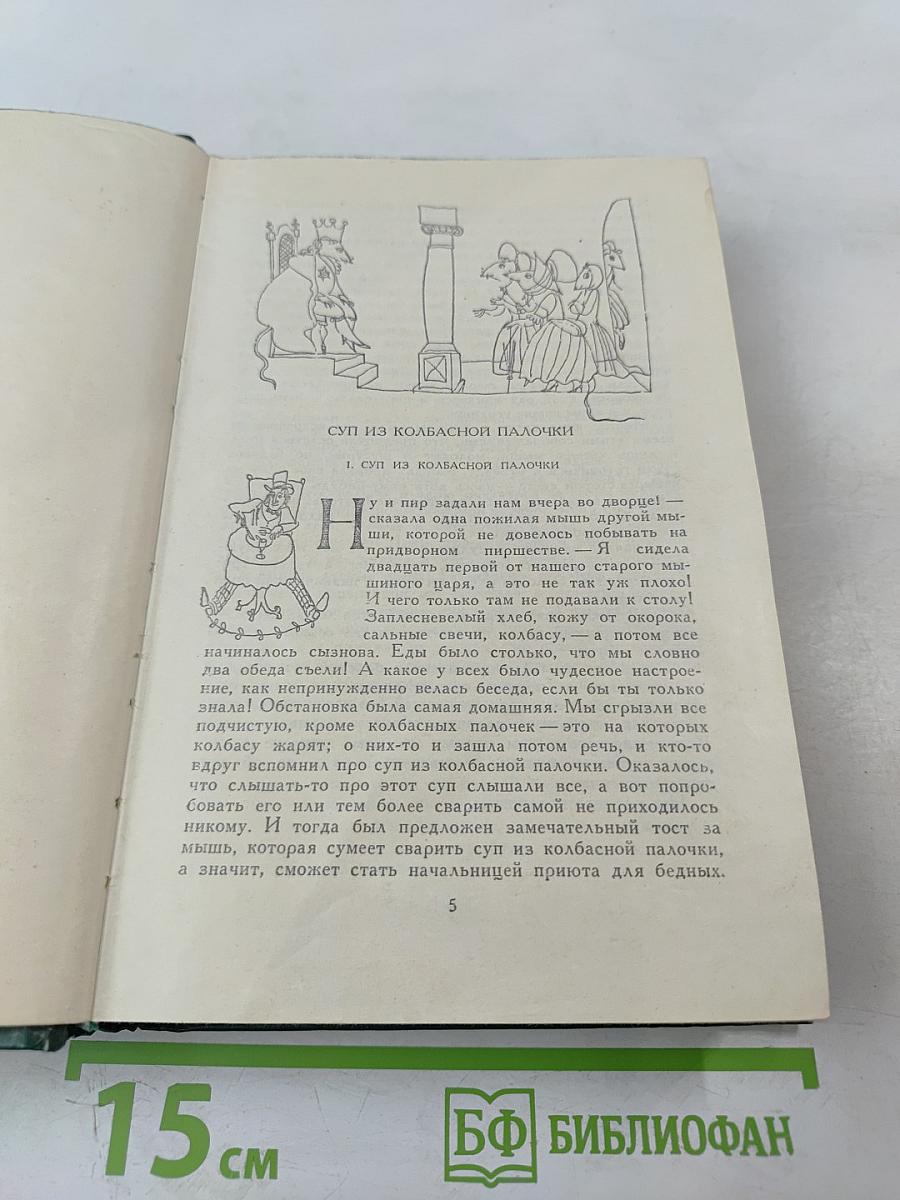 СУП ИЗ КОЛБАСНОЙ ПАЛОЧКИ
I. СУП ИЗ КОЛБАСНОЙ ПАЛОЧКИ
Ну и пир задали нам вчера во дворце! —
сказала одна пожилая мышь другой мы-
ши, которой не довелось побывать на
придворном пиршестве. — Я сидела
двадцать первой от нашего старого мы-
шиного царя, а это не так уж плохо!
И чего только там не подавали к столу!
Заплесневелый хлеб, кожу от окорока,
сальные свечи, колбасу, — а потом все
начиналось сызнова. Еды было столько, что мы словно
два обеда съели! А какое у всех было чудесное настрое-
ние, как непринужденно велась беседа, если бы ты только
знала! Обстановка была самая домашняя. Мы сгрызли все
подчистую, кроме колбасных палочек — это на которых
колбасу жарят; о них-то и зашла потом речь, и кто-то
вдруг вспомнил про суп из колбасной палочки. Оказалось,
что слышать-то про этот суп слышали все, а вот попро-
бовать его или тем более сварить самой не приходилось
никому. И тогда был предложен замечательный тост за
мышь, которая сумеет сварить суп из колбасной палочки,
а значит, сможет стать начальницей приюта для бедных.
5
15 см
БФ БИБЛИОФАН